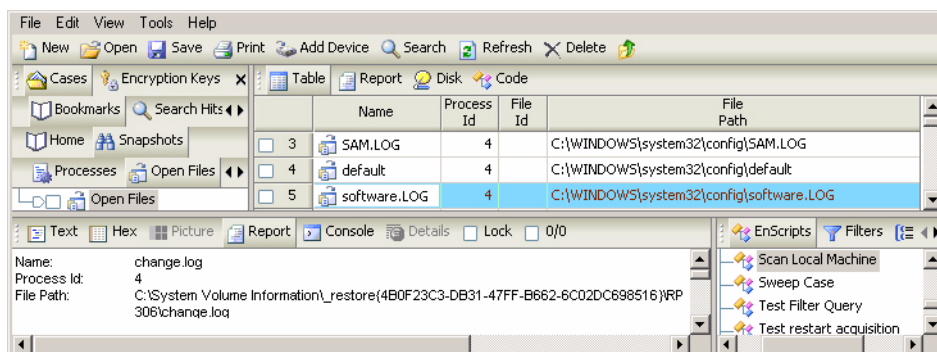 File Edit View Tools Help
New Open Save Print Add Device Search Refresh Delete
Cases Encryption Keys Table Report Disk Code
Bookmarks Search Hits
Home Snapshots
Processes Open Files
Open Files
Name Process Id File Id File Path
3 SAM.LOG 4 C:\WINDOWS\system32\config\SAM.LOG
4 default 4 C:\WINDOWS\system32\config\default
5 software.LOG 4 C:\WINDOWS\system32\config\software.LOG
Text Hex Picture Report Console Details Lock 0/0
EnScripts Filters
Name: change.log
Process Id: 4
File Path: C:\System Volume Information\_restore{4B0F23C3-DB31-47FF-B662-6C02DC698516}\RP
306\change.log
Scan Local Machine
Sweep Case
Test Filter Query
Test restart acquisition